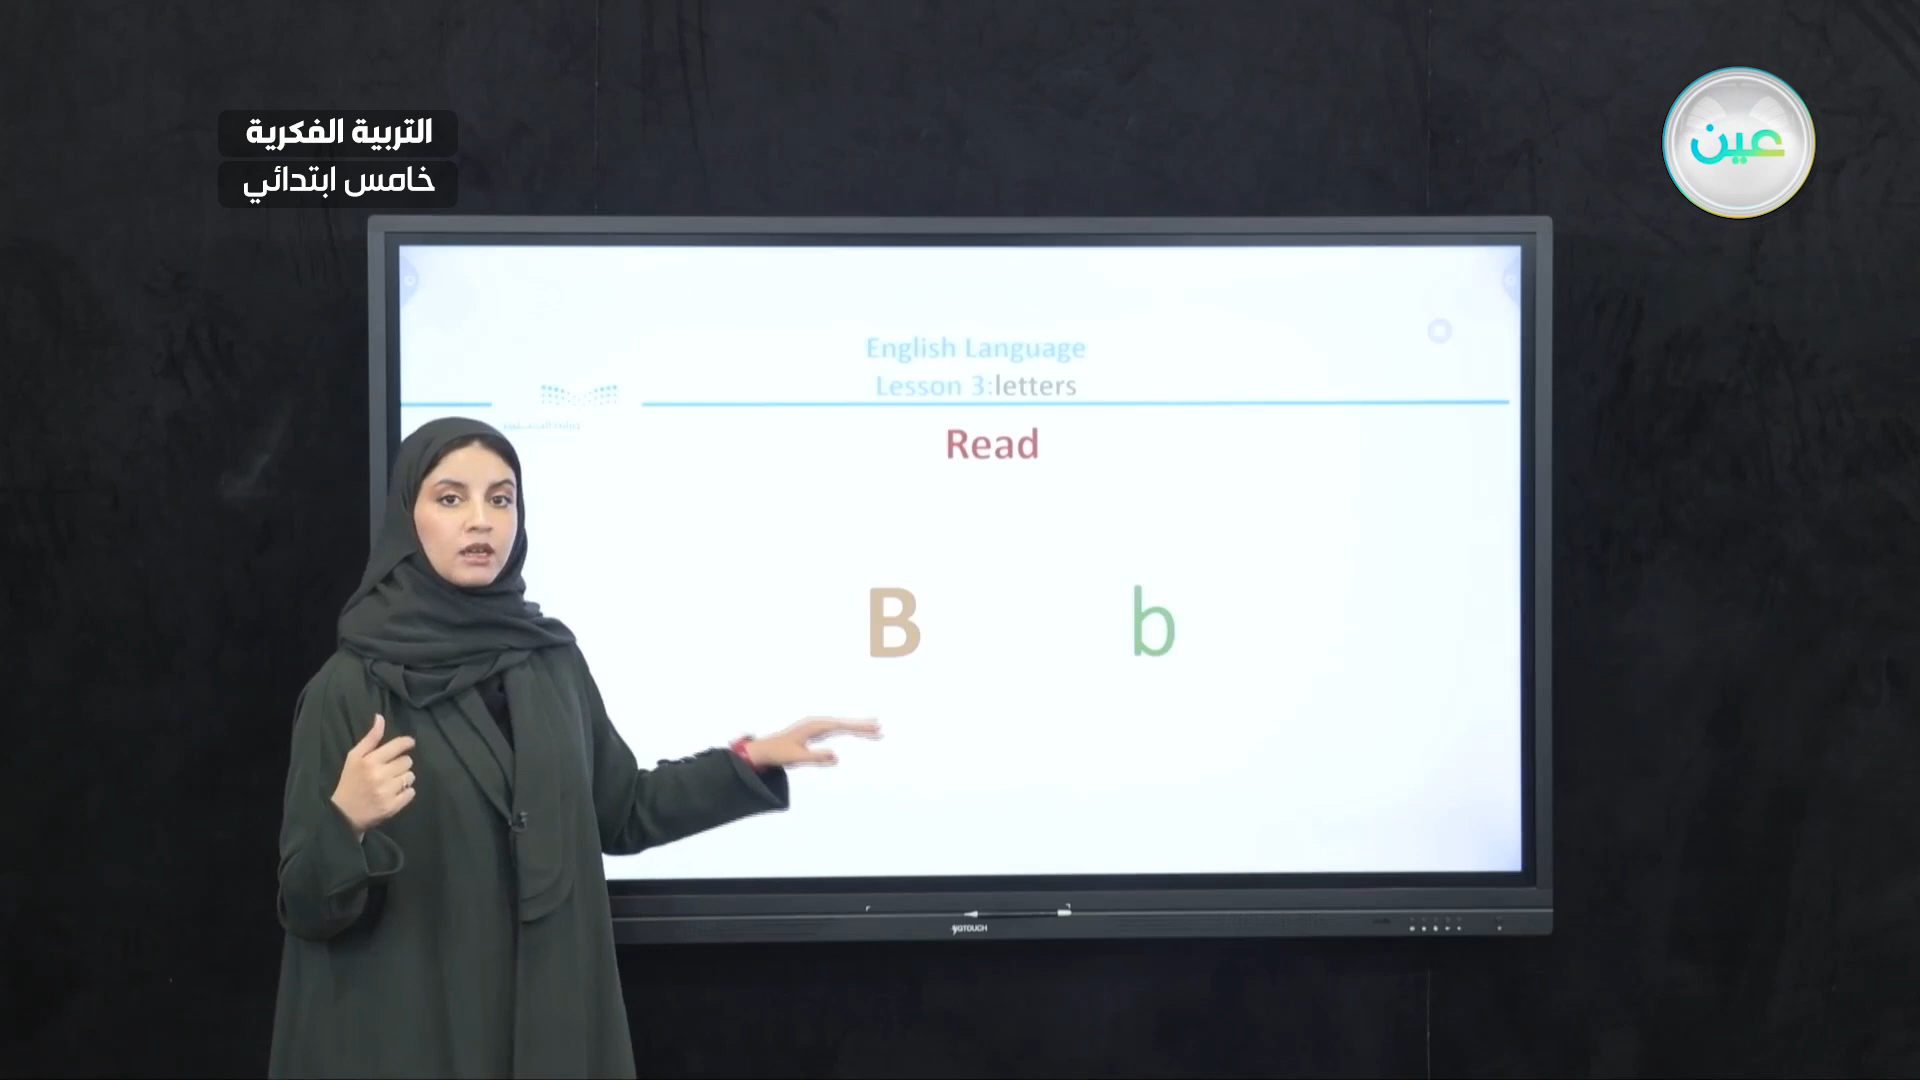 التربية الفكرية
خامس ابتدائي
عين
English Language
Lesson 3:letters
Read
B b